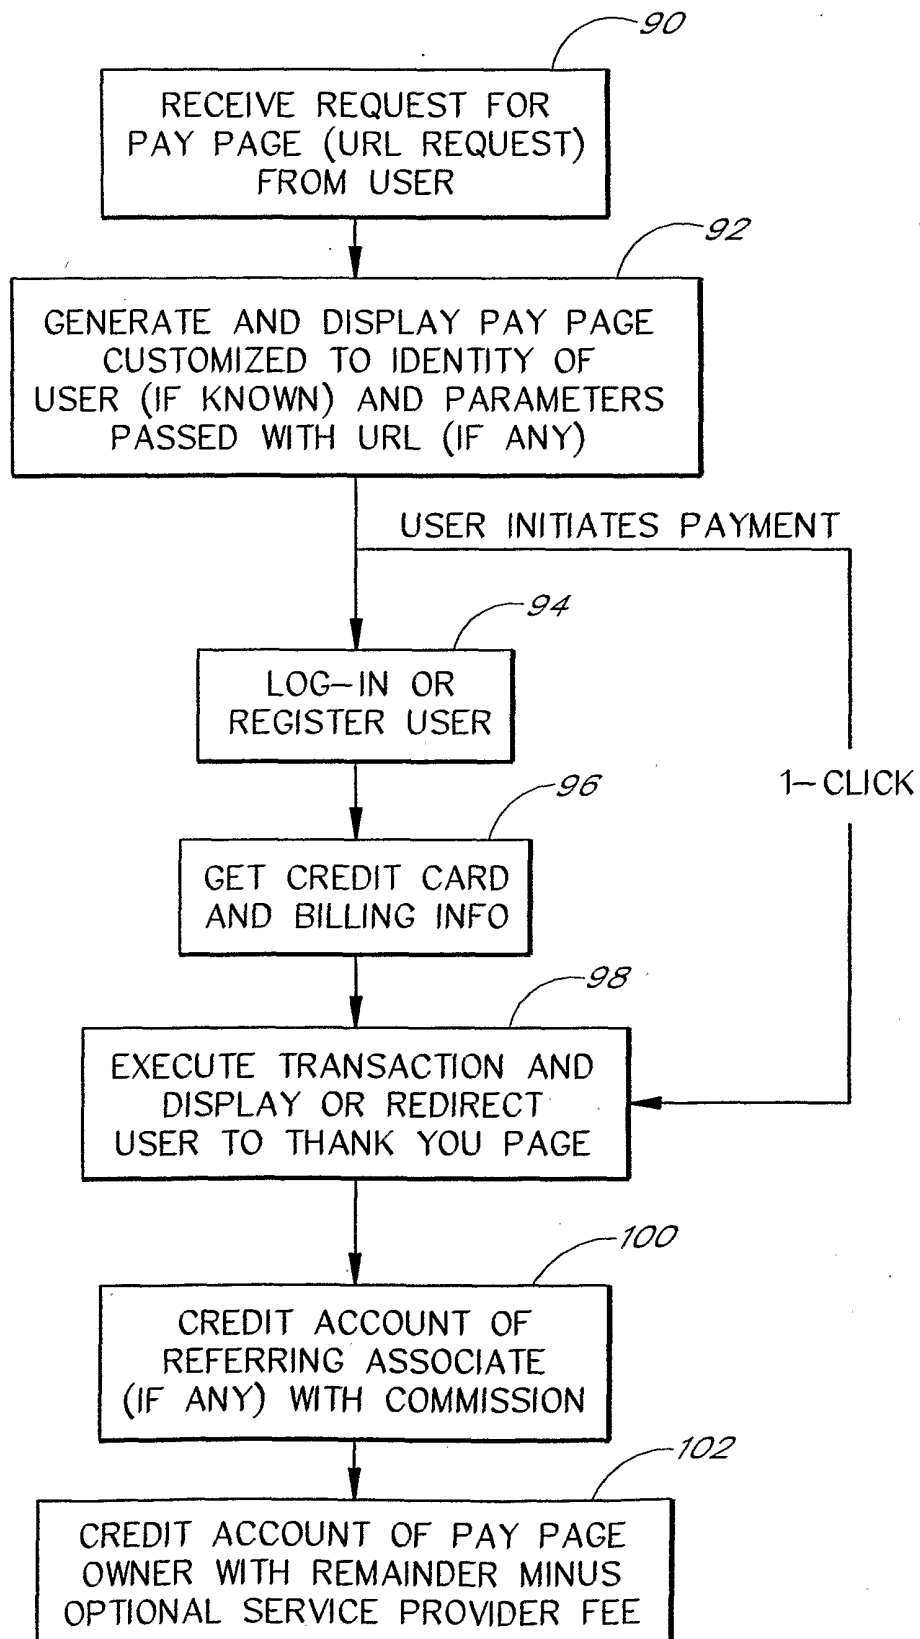 90
RECEIVE REQUEST FOR
PAY PAGE (URL REQUEST)
FROM USER
92
GENERATE AND DISPLAY PAY PAGE
CUSTOMIZED TO IDENTITY OF
USER (IF KNOWN) AND PARAMETERS
PASSED WITH URL (IF ANY)
USER INITIATES PAYMENT
94
LOG-IN OR
REGISTER USER
1-CLICK
96
GET CREDIT CARD
AND BILLING INFO
98
EXECUTE TRANSACTION AND
DISPLAY OR REDIRECT
USER TO THANK YOU PAGE
100
CREDIT ACCOUNT OF
REFERRING ASSOCIATE
(IF ANY) WITH COMMISSION
102
CREDIT ACCOUNT OF PAY PAGE
OWNER WITH REMAINDER MINUS
OPTIONAL SERVICE PROVIDER FEE